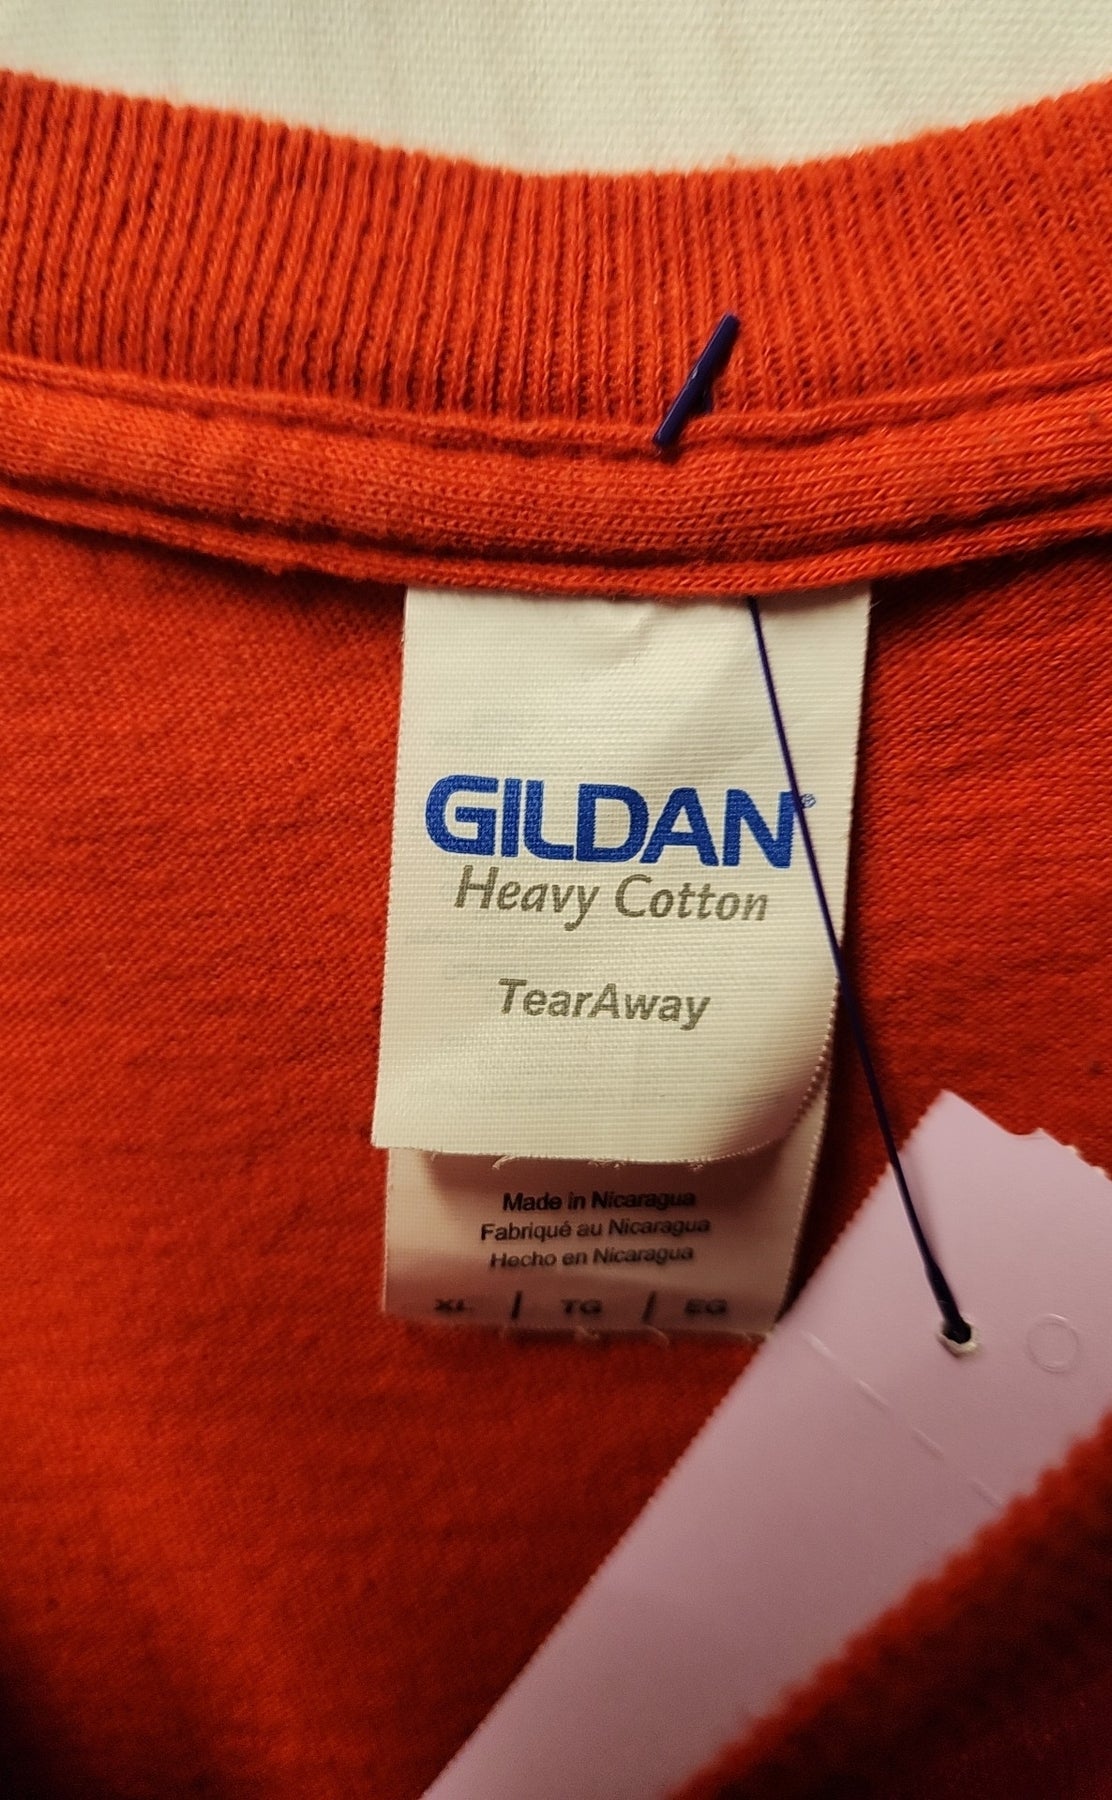 GILDAN®
Heavy Cotton
TearAway
Made in Nicaragua
Fabriqué au Nicaragua
Hecho en Nicaragua
XL | TG | EG